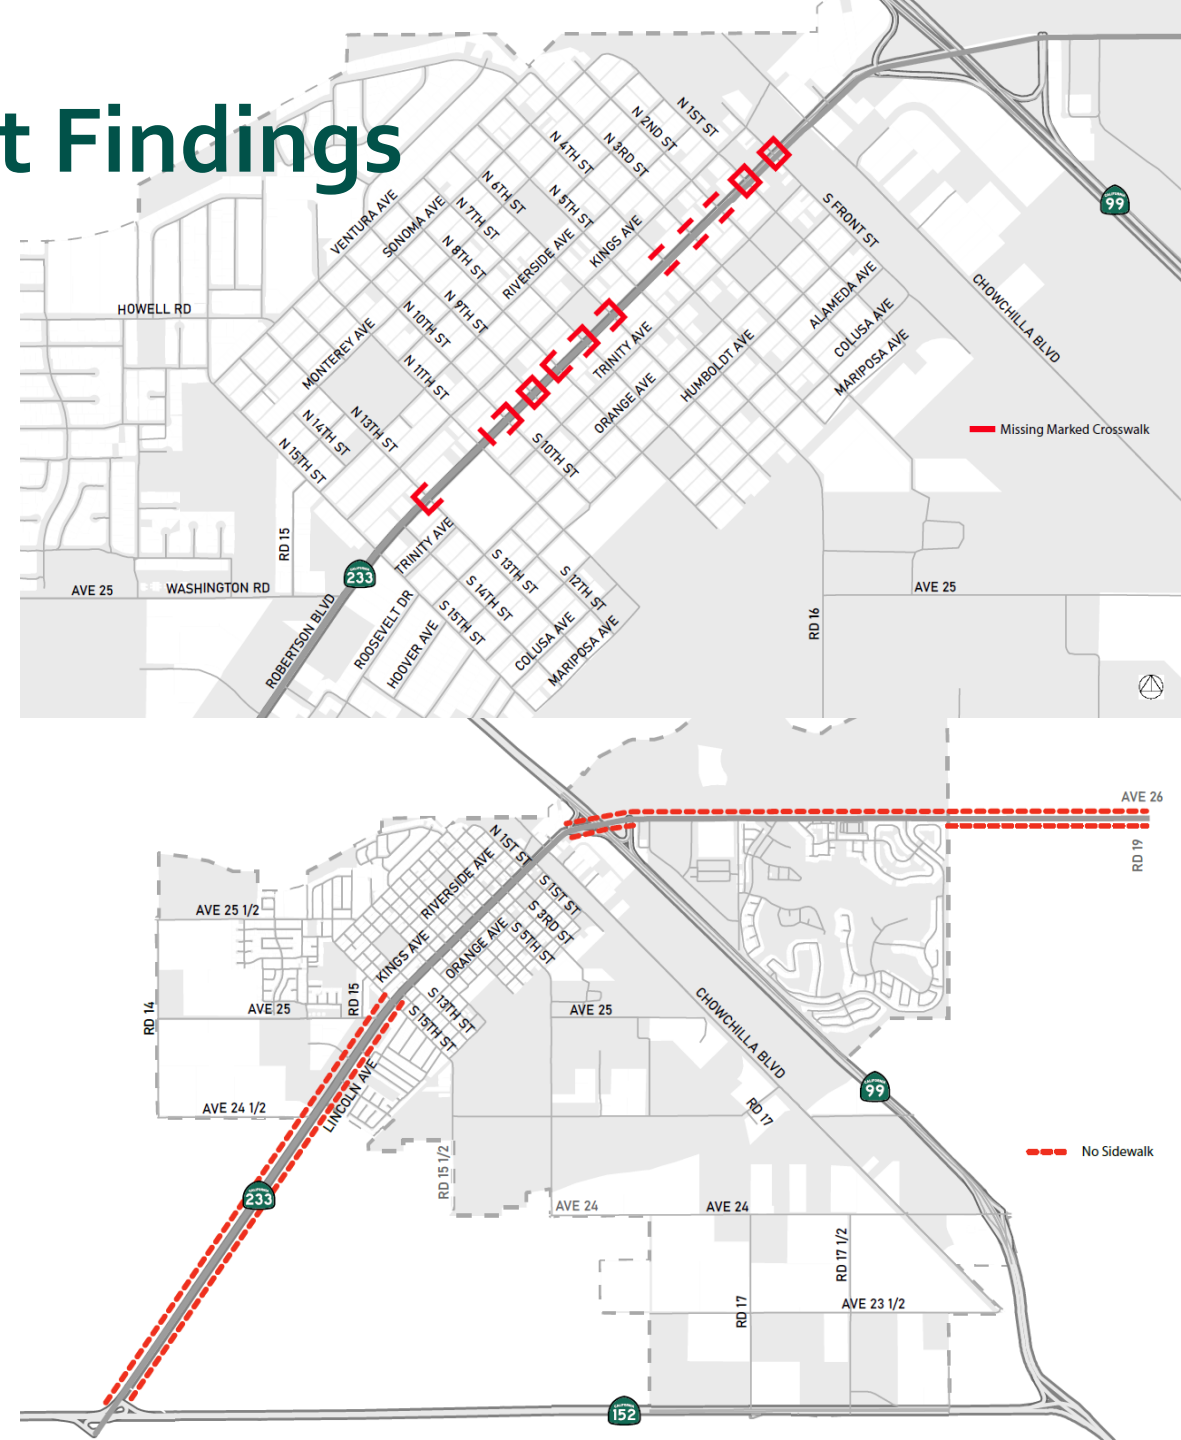 t Findings
N 1ST ST
N 2ND ST
N 3RD ST
N 4TH ST
N 5TH ST
N 6TH ST
N 7TH ST
N 8TH ST
N 9TH ST
N 10TH ST
N 11TH ST
N 13TH ST
N 14TH ST
N 15TH ST
VENTURA AVE
SONOMA AVE
RIVERSIDE AVE
KINGS AVE
MONTEREY AVE
HOWELL RD
S FRONT ST
ALAMEDA AVE
COLUSA AVE
MARIPOSA AVE
CHOWCHILLA BLVD
CALIFORNIA
99
TRINITY AVE
HUMBOLDT AVE
ORANGE AVE
S 10TH ST
Missing Marked Crosswalk
RD 15
TRINITY AVE
CALIFORNIA
233
AVE 25
WASHINGTON RD
ROBERTSON BLVD
ROOSEVELT DR
HOOVER AVE
S 12TH ST
S 13TH ST
S 14TH ST
S 15TH ST
COLUSA AVE
MARIPOSA AVE
RD 16
AVE 25
AVE 26
RD 19
N 1ST ST
RIVERSIDE AVE
S 1ST ST
S 3RD ST
S 5TH ST
KINGS AVE
ORANGE AVE
AVE 25 1/2
RD 14
AVE 25
RD 15
S 13TH ST
S 15TH ST
AVE 25
CHOWCHILLA BLVD
LINCOLN AVE
AVE 24 1/2
CALIFORNIA
99
RD 17
No Sidewalk
RD 15 1/2
CALIFORNIA
233
AVE 24
AVE 24
RD 17 1/2
RD 17
AVE 23 1/2
CALIFORNIA
152